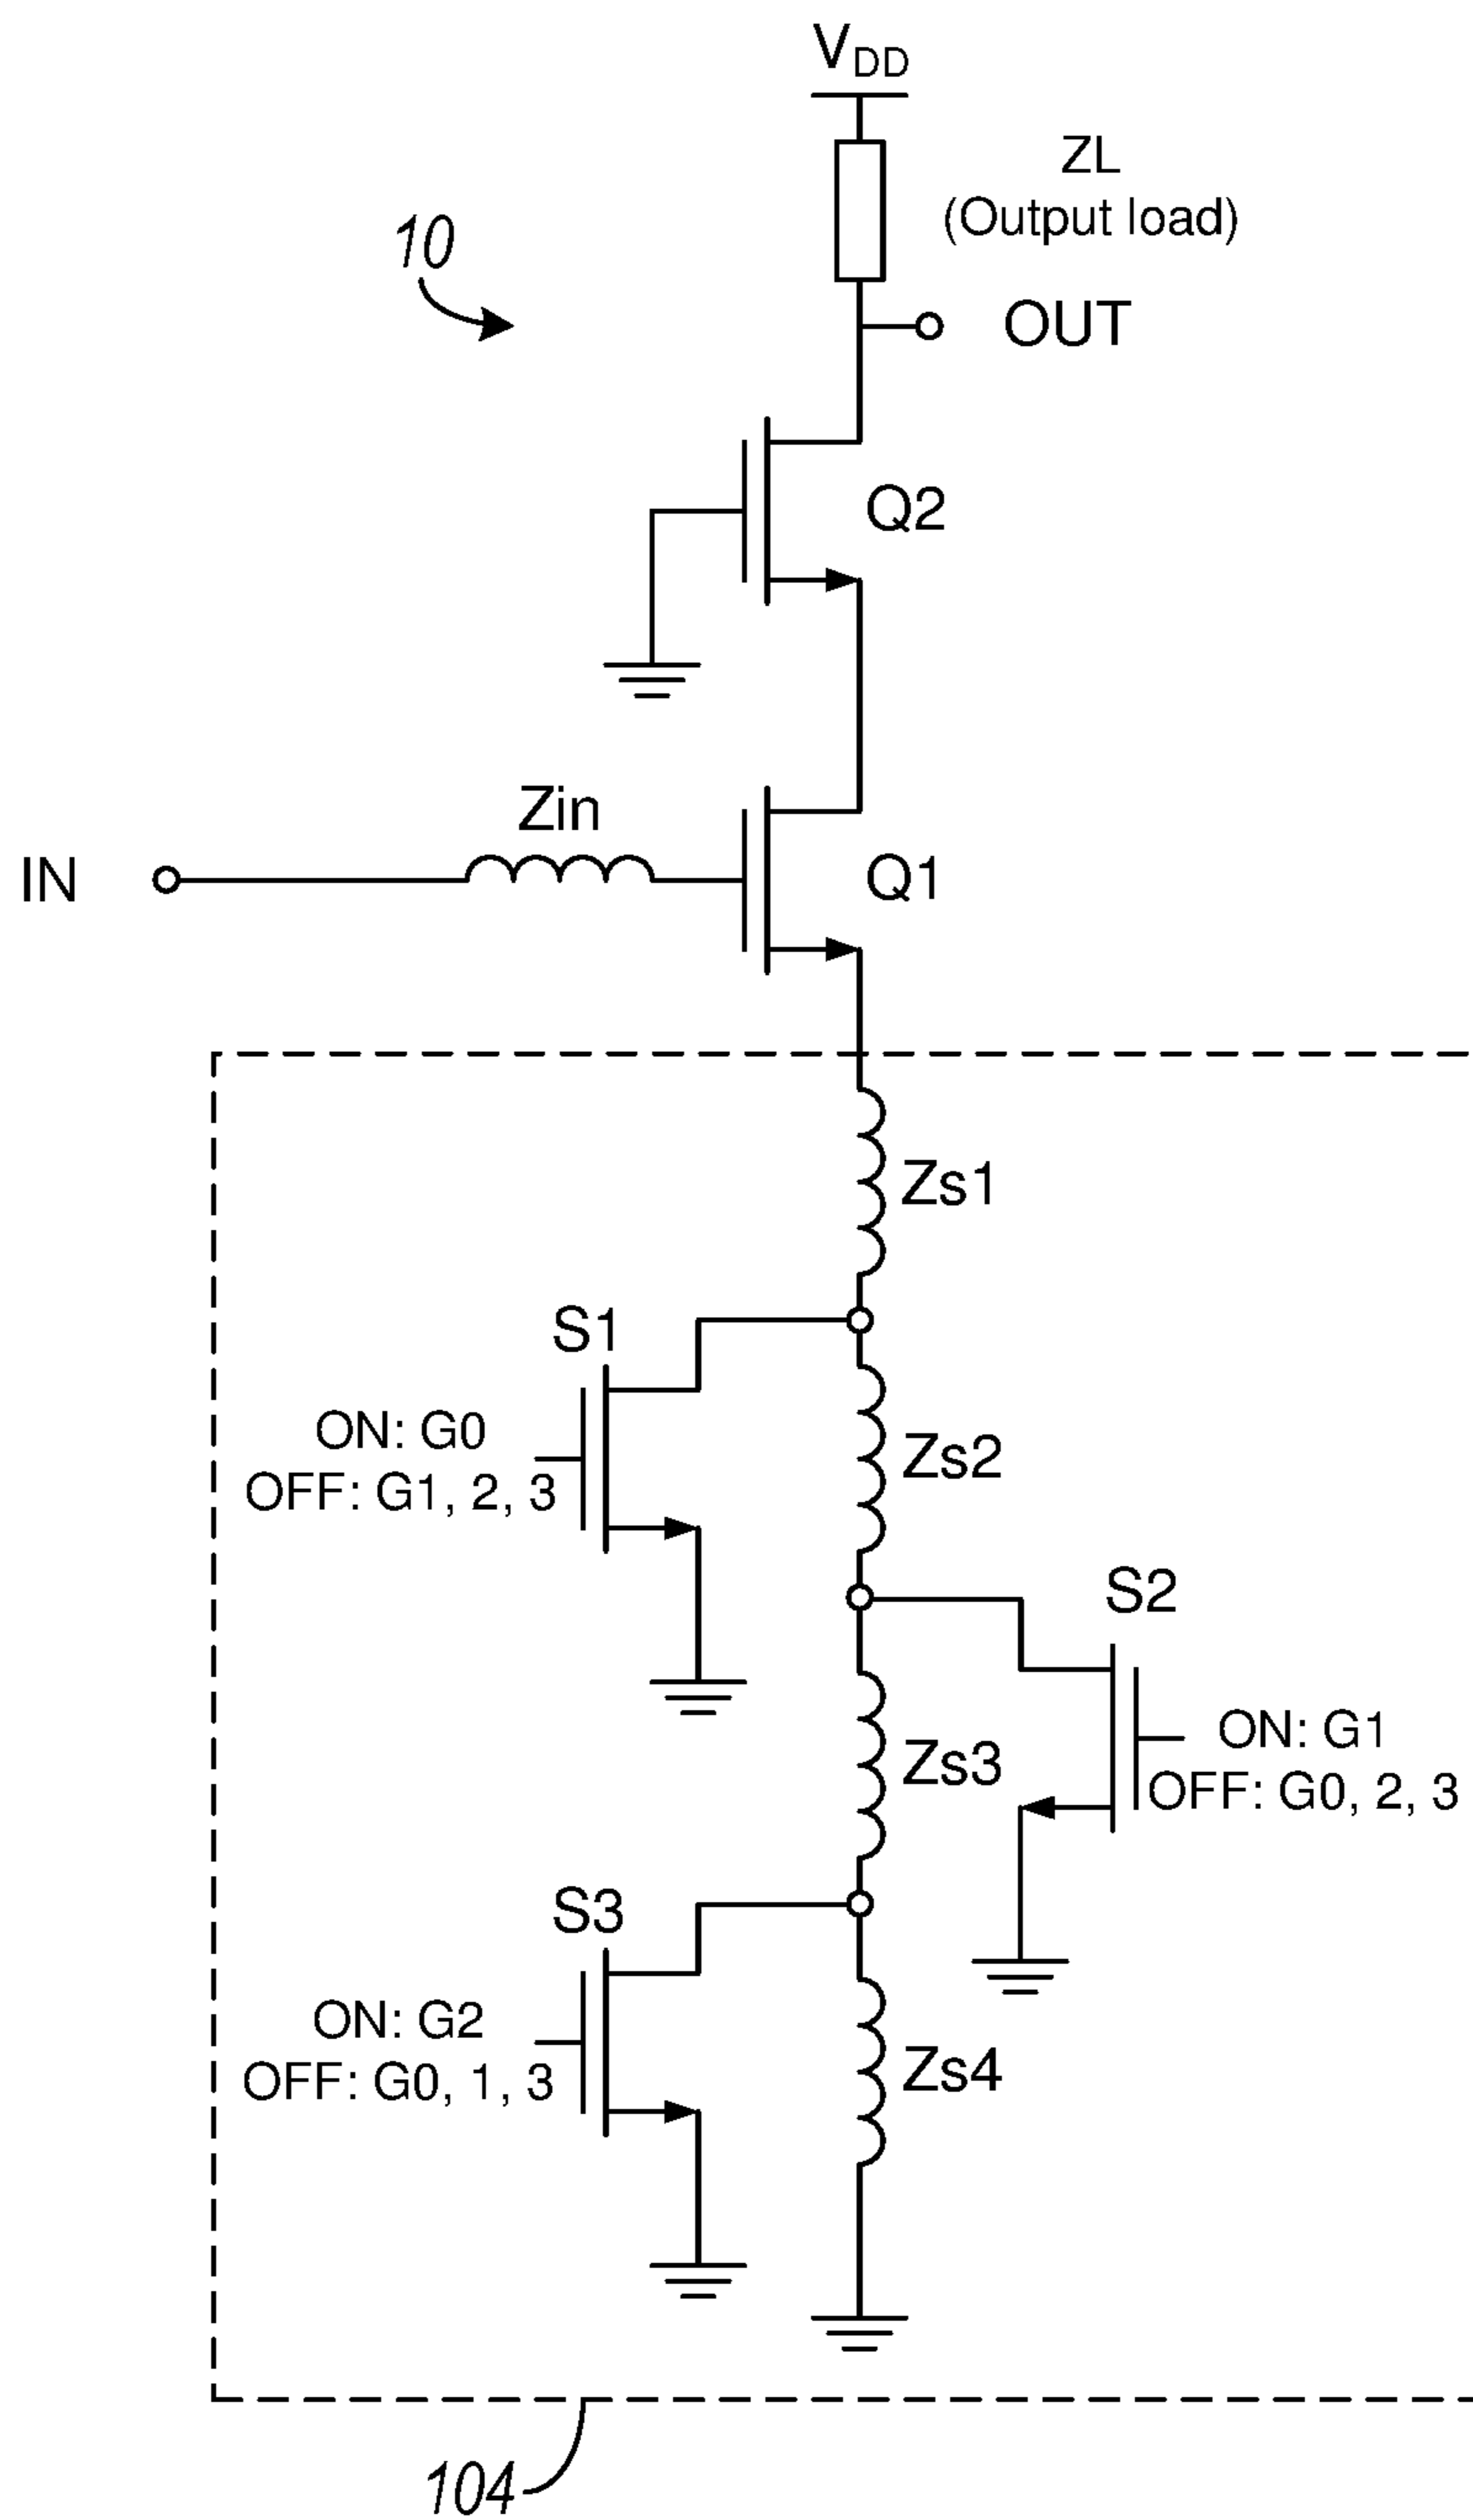 VDD
ZL
(Output load)
10
OUT
Q2
Zin
IN
Q1
Zs1
S1
ON: G0
OFF: G1, 2, 3
Zs2
S2
ON: G1
OFF: G0, 2, 3
Zs3
S3
ON: G2
OFF: G0, 1, 3
Zs4
104